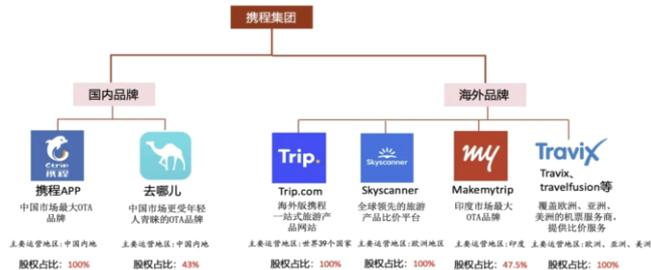 携程集团
国内品牌
海外品牌
Ctrip
携程
Trip.
Skyscanner
my
Travix
携程APP
去哪儿
Trip.com
Skyscanner
Makemytrip
Travix、
travelfusion等
中国市场最大OTA
品牌
中国市场更受年轻
人青睐的OTA品牌
海外版携程
一站式旅游产
品网站
全球领先的旅游
产品比价平台
印度市场最大
OTA品牌
覆盖欧洲、亚洲、
美洲的机票服务商，
提供比价服务
主要运营地区:中国内地
主要运营地区:中国内地
主要运营地区:世界39个国家
主要运营地区:欧洲地区
主要运营地区:印度
主要运营地区:欧洲、亚洲、美洲
股权占比：100%
股权占比：43%
股权占比：100%
股权占比：100%
股权占比：47.5%
股权占比：100%